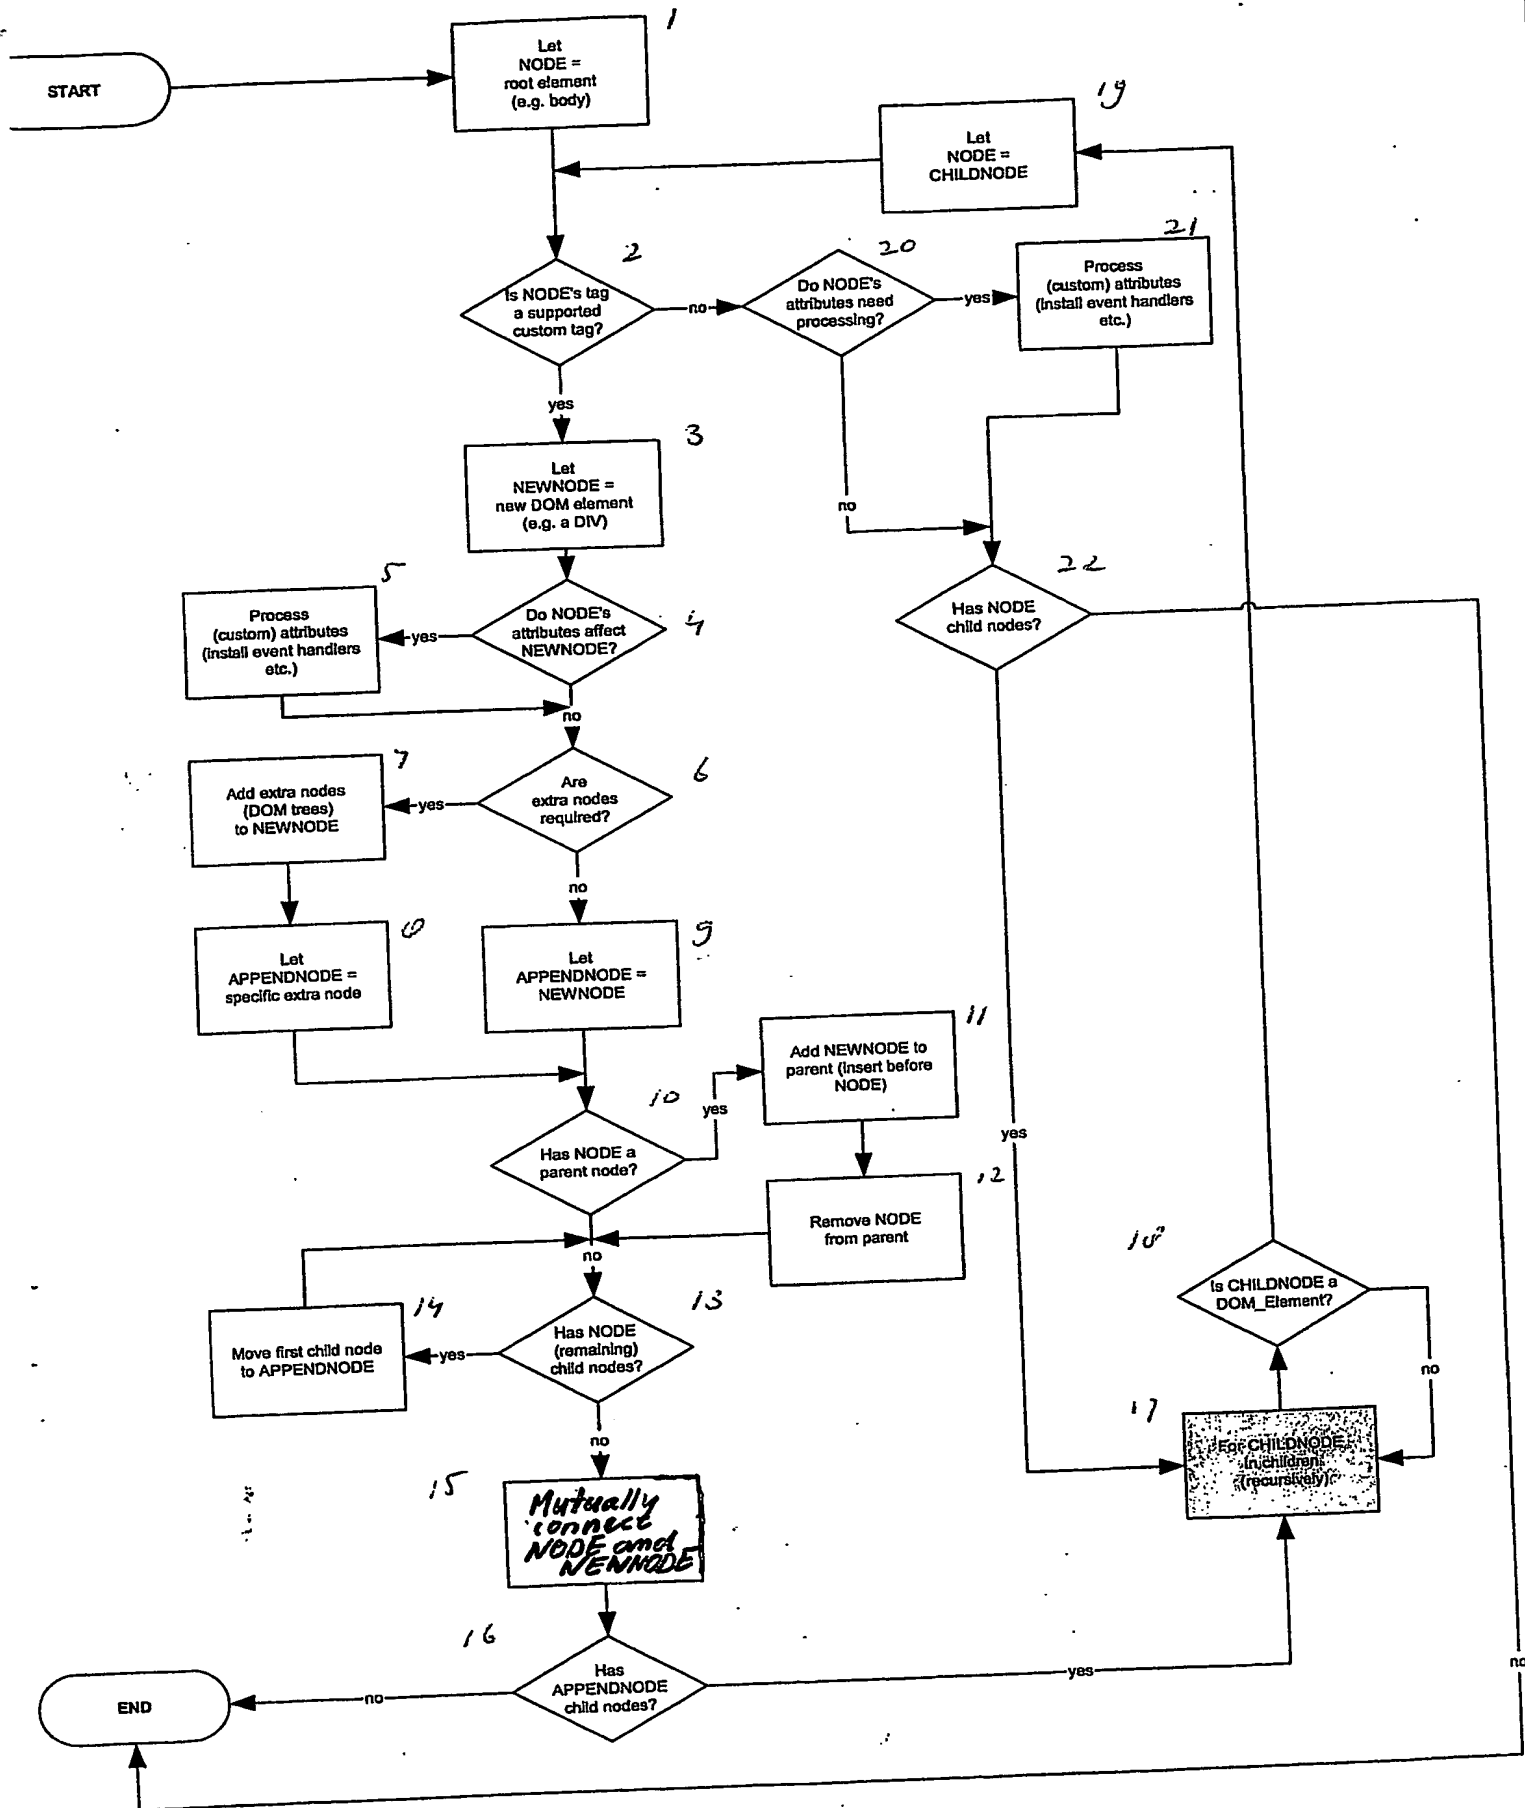 1
START
Let
NODE =
root element
(e.g. body)
19
Let
NODE =
CHILDNODE
2
Is NODE's tag
a supported
custom tag?
no
20
Do NODE's
attributes need
processing?
yes
21
Process
(custom) attributes
(install event handlers
etc.)
yes
3
Let
NEWNODE =
new DOM element
(e.g. a DIV)
no
22
Has NODE
child nodes?
5
Process
(custom) attributes
(install event handlers
etc.)
yes
Do NODE's
attributes affect
NEWNODE?
4
no
7
Add extra nodes
(DOM trees)
to NEWNODE
yes
Are
extra nodes
required?
6
no
8
Let
APPENDNODE =
specific extra node
9
Let
APPENDNODE =
NEWNODE
11
Add NEWNODE to
parent (insert before
NODE)
10
Has NODE a
parent node?
yes
yes
12
Remove NODE
from parent
no
14
Move first child node
to APPENDNODE
yes
13
Has NODE
(remaining)
child nodes?
18
Is CHILDNODE a
DOM_Element?
no
no
17
For CHILDNODE
in children
(recursively)
15
Mutually
connect
NODE and
NEWNODE
16
Has
APPENDNODE
child nodes?
yes
no
no
END